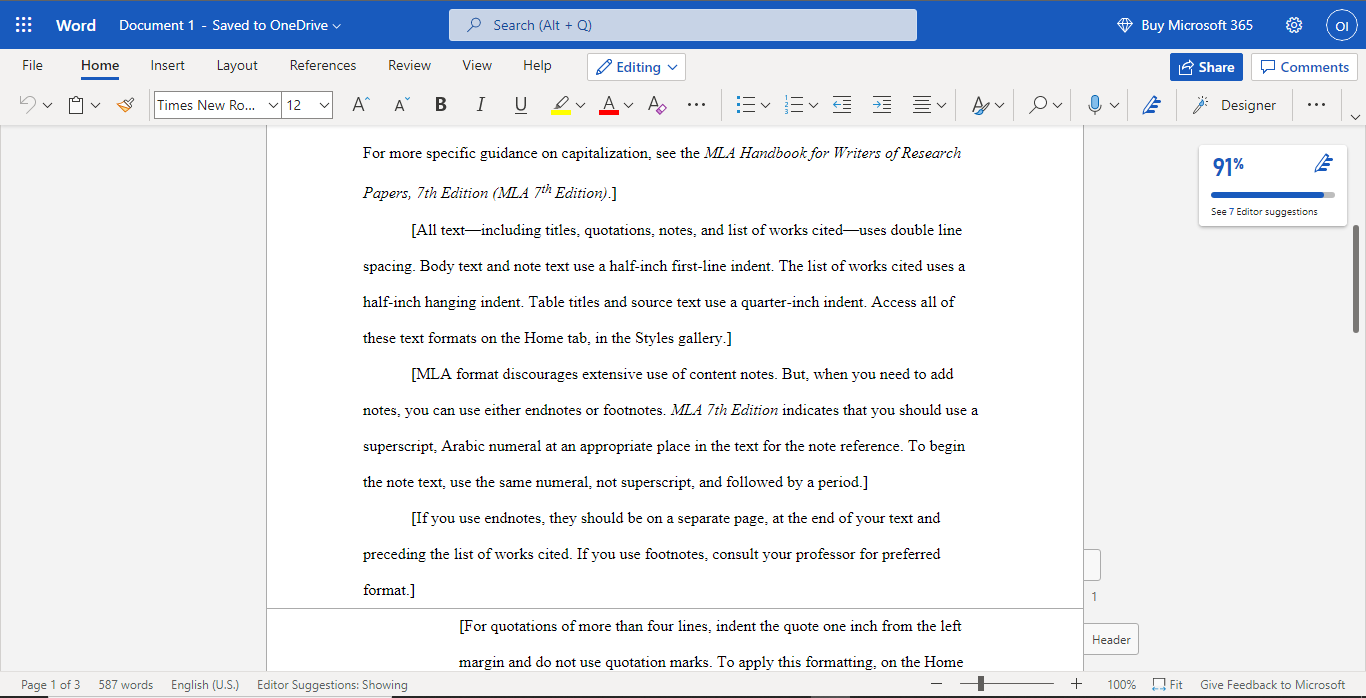 Word Document 1 - Saved to OneDrive Search (Alt + Q) Buy Microsoft 365 OI
File Home Insert Layout References Review View Help Editing Share Comments
Times New Ro... 12 A A B I U A A Designer
For more specific guidance on capitalization, see the MLA Handbook for Writers of Research
Papers, 7th Edition (MLA 7th Edition).]
91%
See 7 Editor suggestions
[All text—including titles, quotations, notes, and list of works cited—uses double line
spacing. Body text and note text use a half-inch first-line indent. The list of works cited uses a
half-inch hanging indent. Table titles and source text use a quarter-inch indent. Access all of
these text formats on the Home tab, in the Styles gallery.]
[MLA format discourages extensive use of content notes. But, when you need to add
notes, you can use either endnotes or footnotes. MLA 7th Edition indicates that you should use a
superscript, Arabic numeral at an appropriate place in the text for the note reference. To begin
the note text, use the same numeral, not superscript, and followed by a period.]
[If you use endnotes, they should be on a separate page, at the end of your text and
preceding the list of works cited. If you use footnotes, consult your professor for preferred
format.]
1
[For quotations of more than four lines, indent the quote one inch from the left
Header
margin and do not use quotation marks. To apply this formatting, on the Home
Page 1 of 3 587 words English (U.S.) Editor Suggestions: Showing 100% Fit Give Feedback to Microsoft